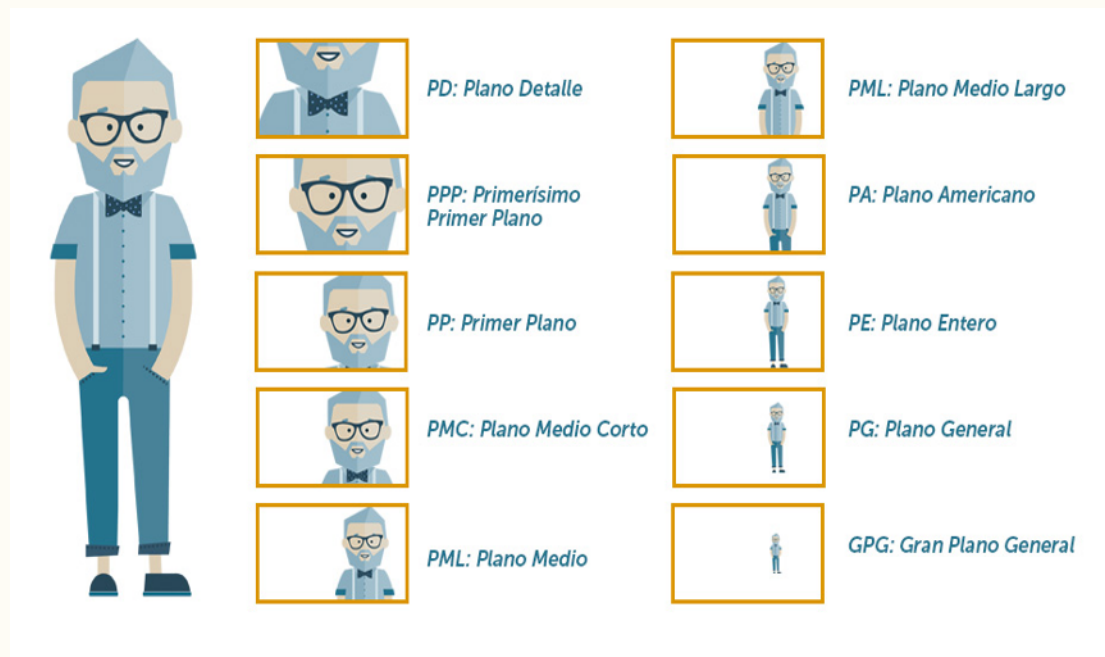 PD: Plano Detalle
PPP: Primerísimo
Primer Plano
PP: Primer Plano
PMC: Plano Medio Corto
PML: Plano Medio
PML: Plano Medio Largo
PA: Plano Americano
PE: Plano Entero
PG: Plano General
GPG: Gran Plano General